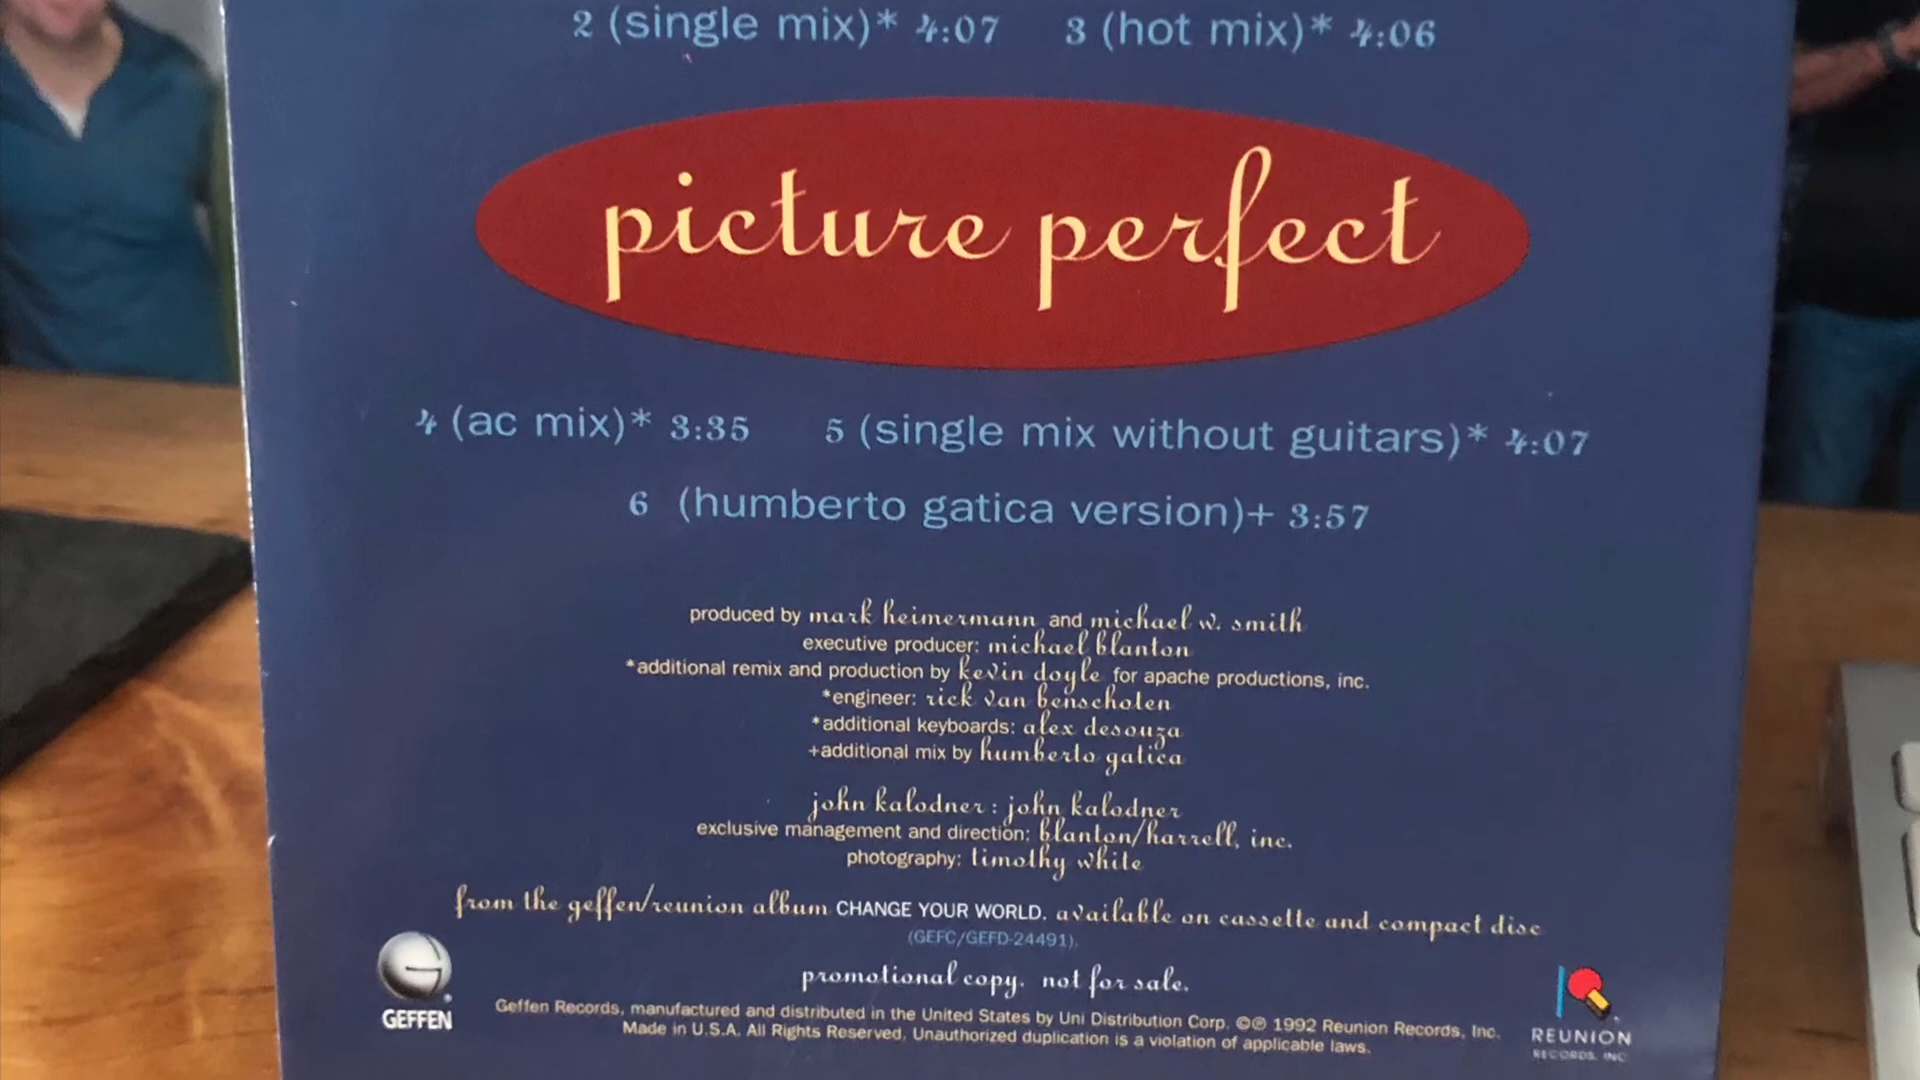 2 (single mix)* 4:07 3 (hot mix)* 4:06
picture perfect
4 (ac mix)* 3:35 5 (single mix without guitars)* 4:07
6 (humberto gatica version)+ 3:57
produced by mark heimermann and michael w. smith
executive producer: michael blanton
*additional remix and production by kevin doyle for apache productions, inc.
*engineer: rick van benscholen
*additional keyboards: alex desouza
+additional mix by humberto gatica
john kalodner: john kalodner
exclusive management and direction: blanton/harrell, inc.
photography: timothy white
from the geffen/reunion album CHANGE YOUR WORLD. available on cassette and compact disc
(GEFC/GEFD-24491).
promotional copy. not for sale.
Geffen Records, manufactured and distributed in the United States by Uni Distribution Corp. ©℗ 1992 Reunion Records, Inc.
Made in U.S.A. All Rights Reserved, Unauthorized duplication is a violation of applicable laws.
GEFFEN
REUNION
RECORDS, INC.